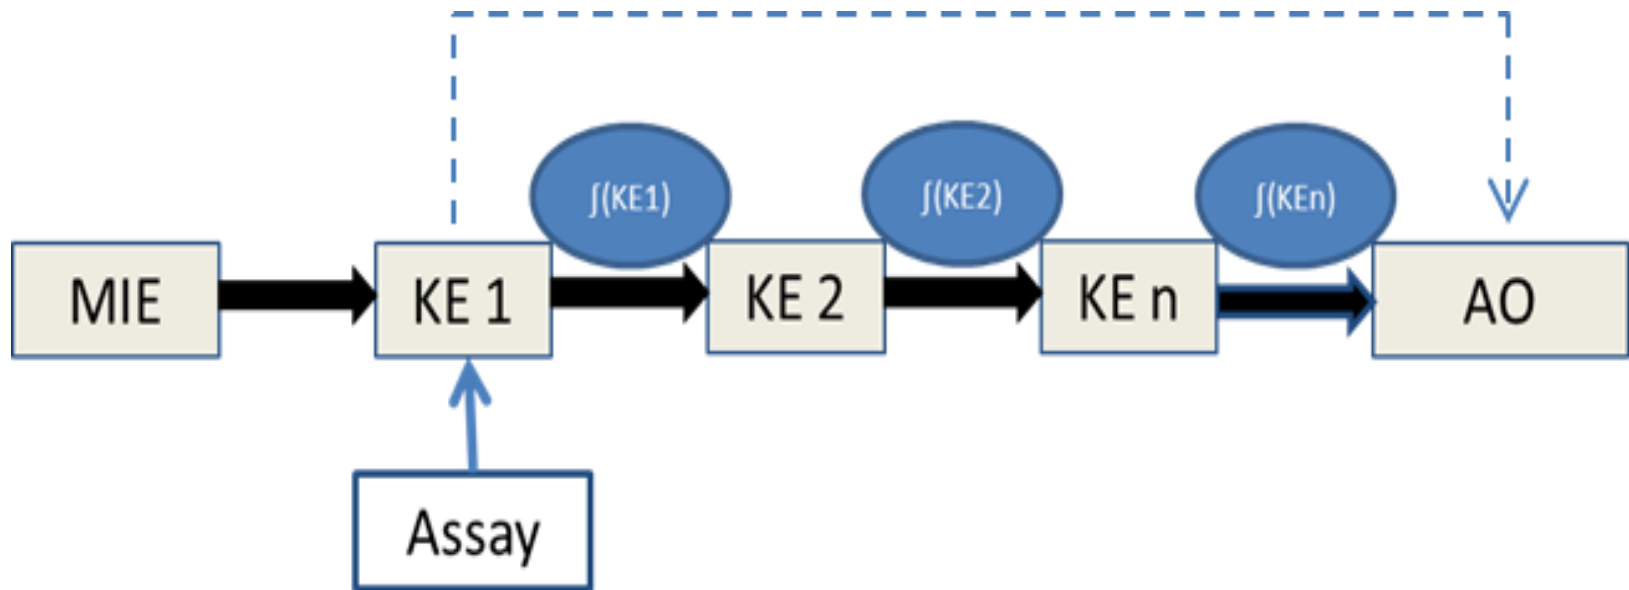 ∫(KE1)
∫(KE2)
∫(KEn)
MIE
KE 1
KE 2
KE n
AO
Assay